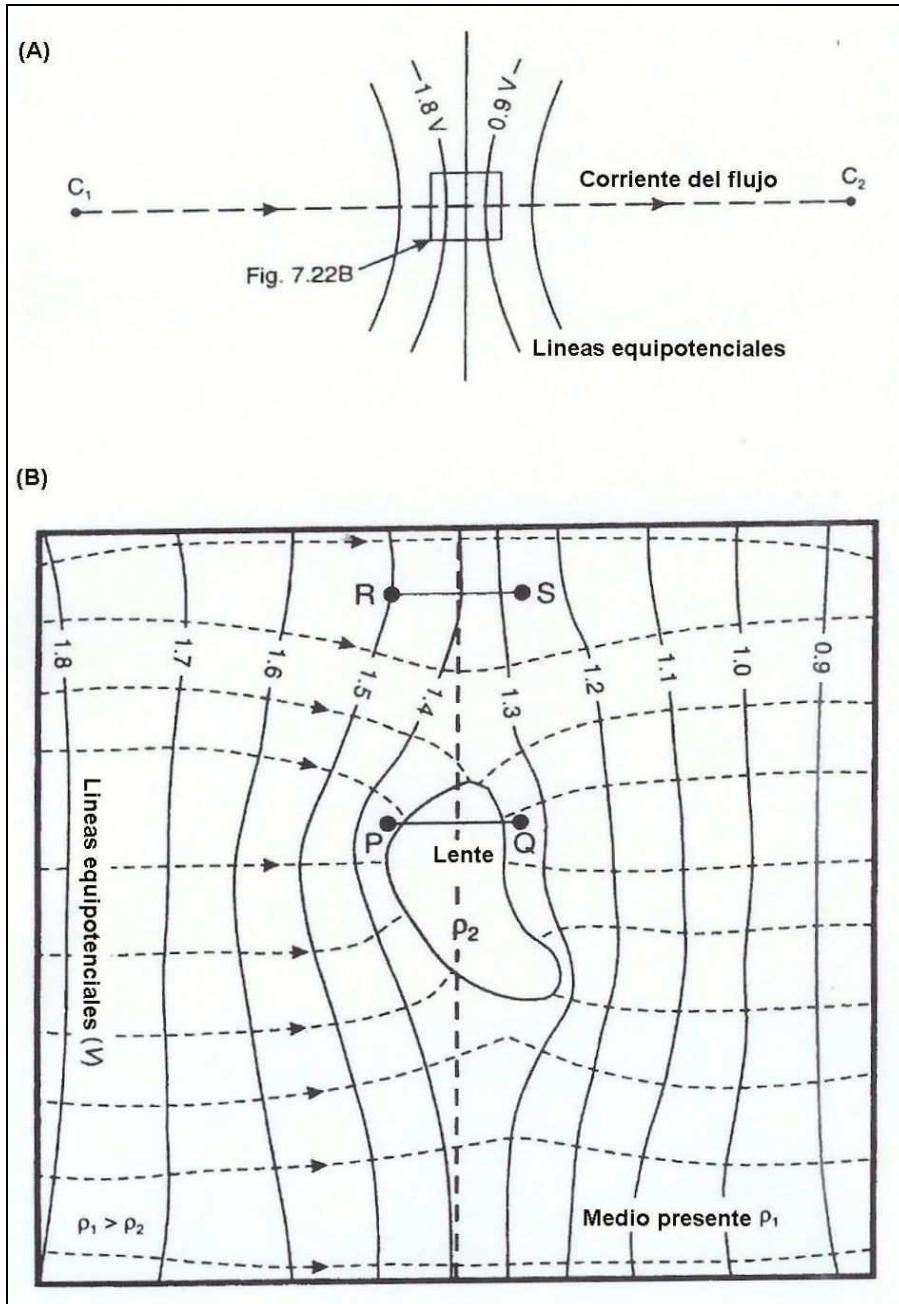 (A)
–1.8 V
0.9 V–
C₁
Corriente del flujo
C₂
Fig. 7.22B
Lineas equipotenciales
(B)
R
S
1.8
1.7
1.6
1.5
1.4
1.3
1.2
1.1
1.0
0.9
Lineas equipotenciales (V)
P
Q
Lente
ρ₂
ρ₁ > ρ₂
Medio presente ρ₁